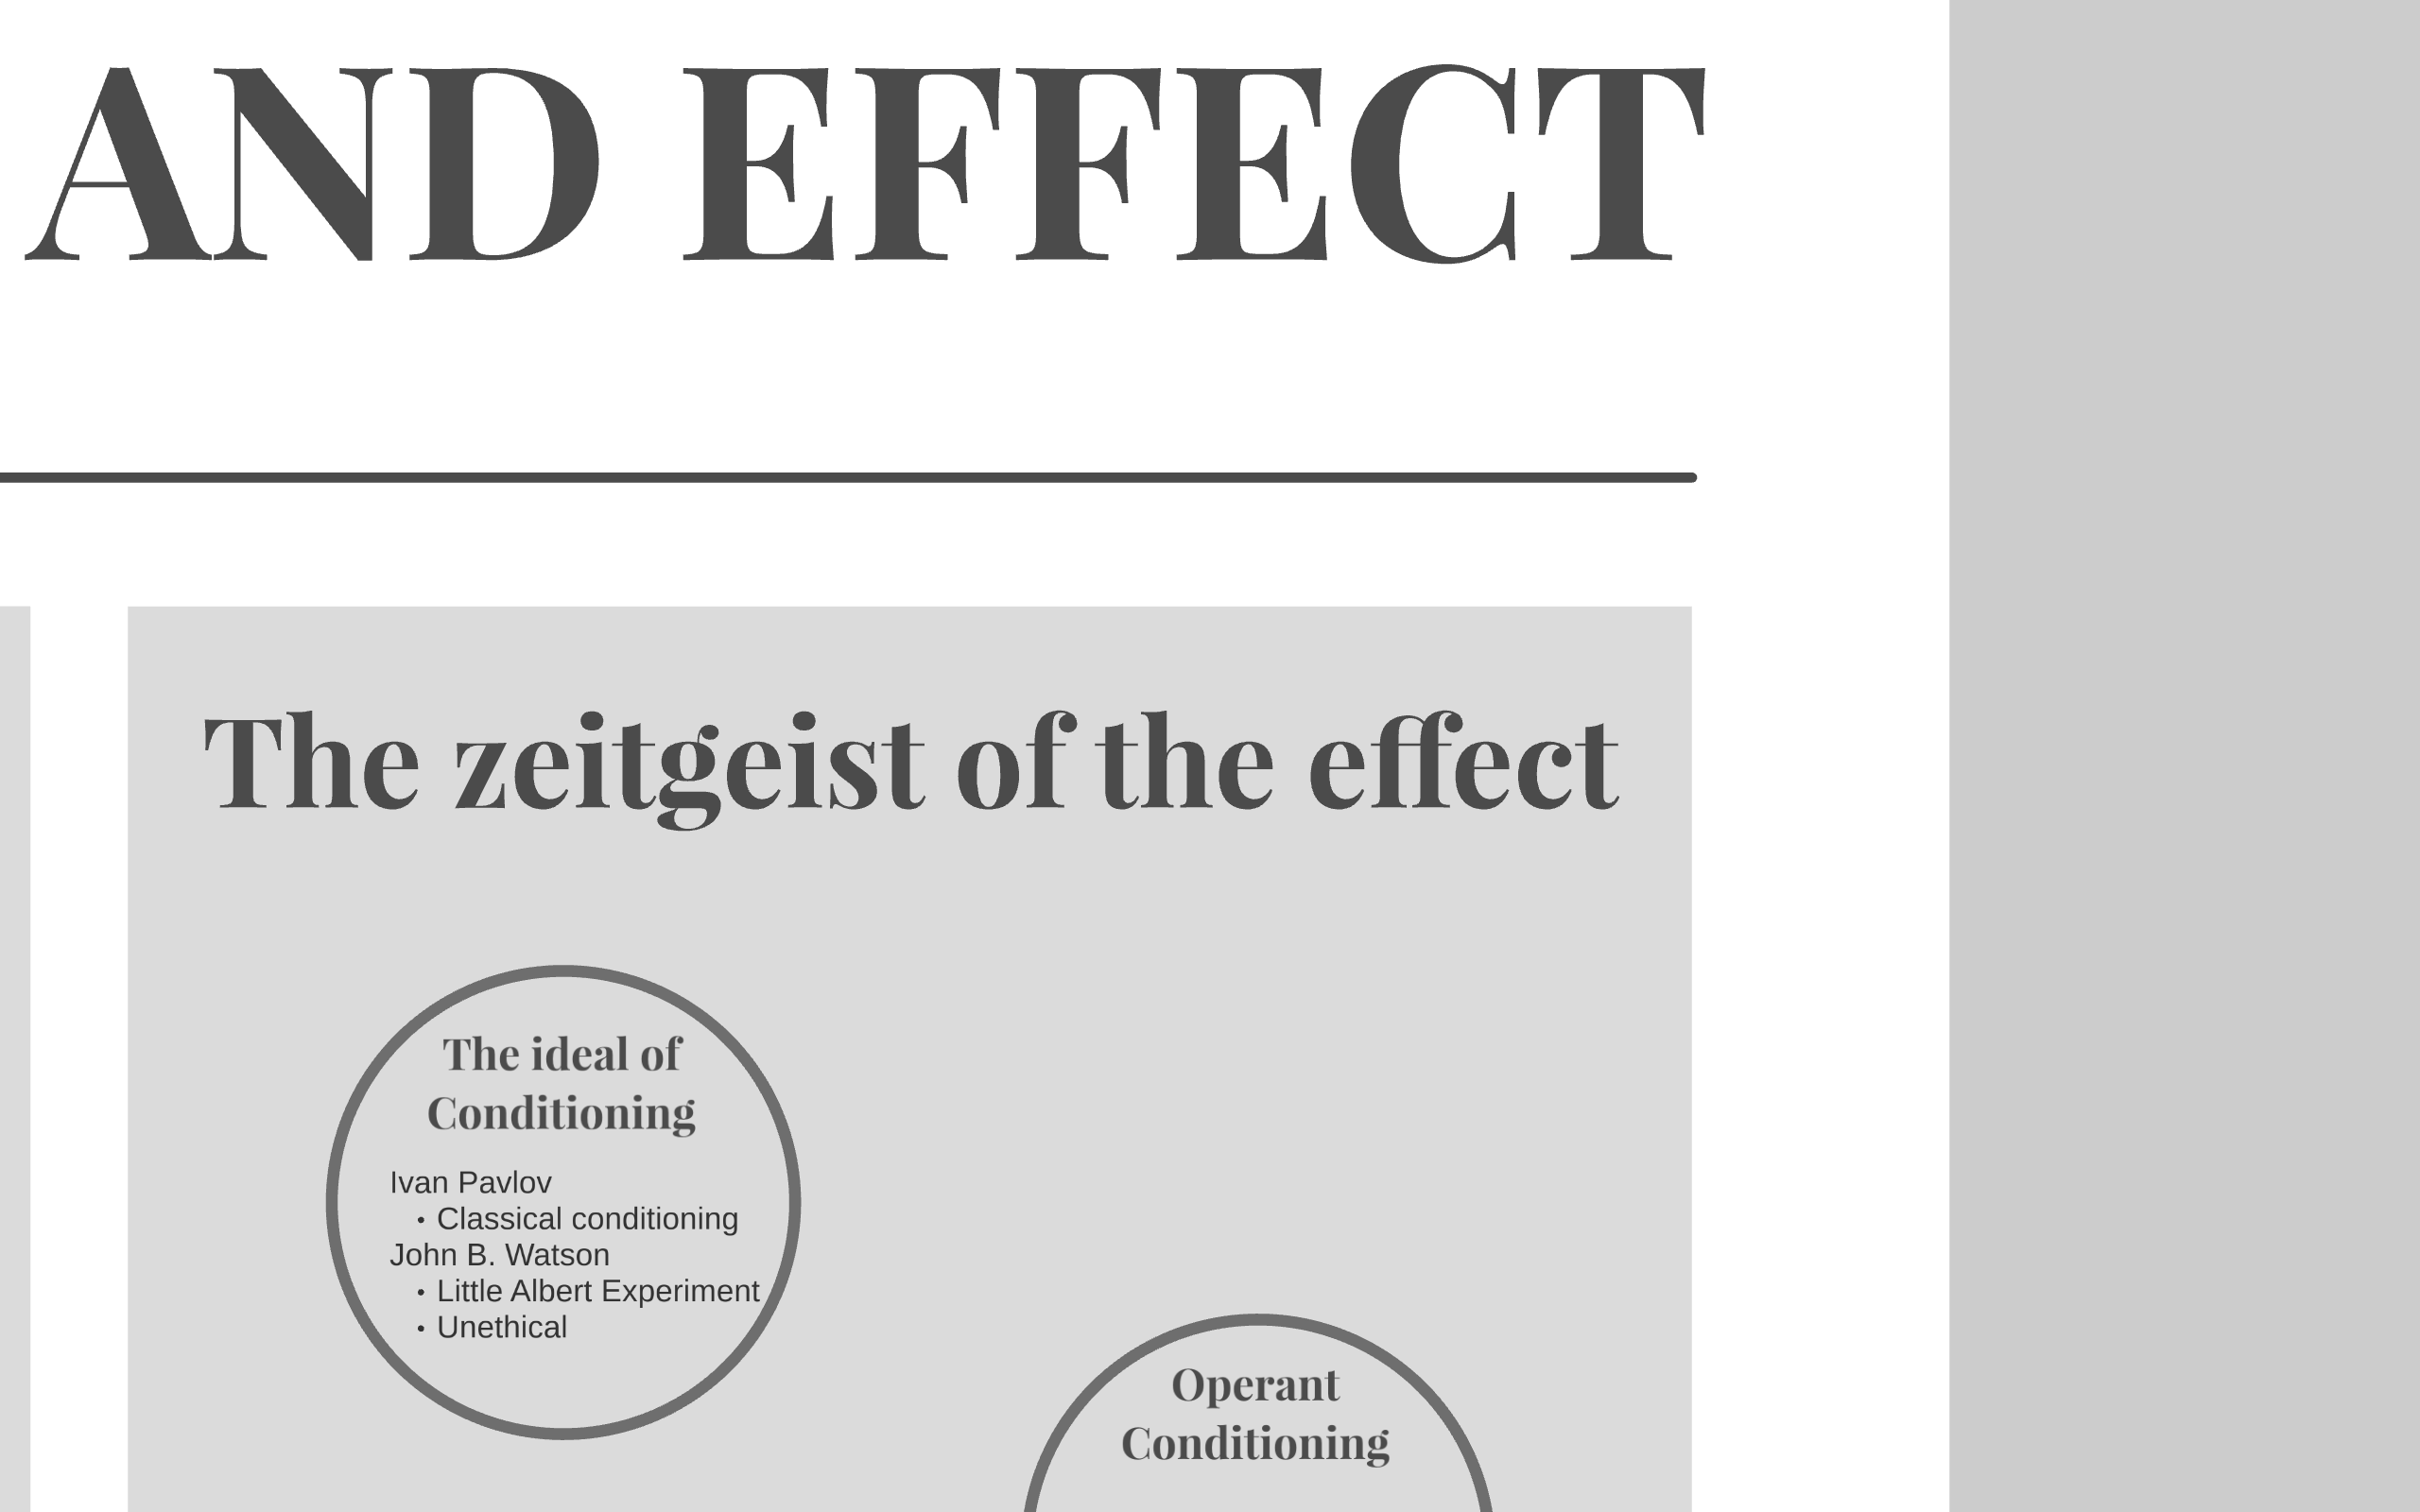 AND EFFECT
The zeitgeist of the effect
The ideal of
Conditioning
Ivan Pavlov
• Classical conditioning
John B. Watson
• Little Albert Experiment
• Unethical
Operant
Conditioning